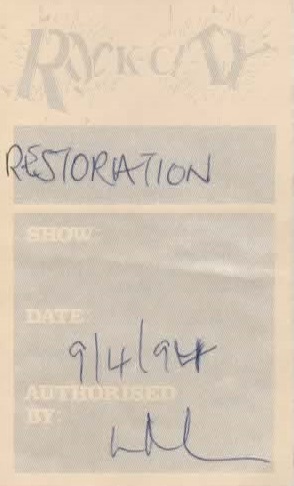 ROCK CITY
RESTORATION
SHOW:
DATE:
9/4/94
AUTHORISED
BY: